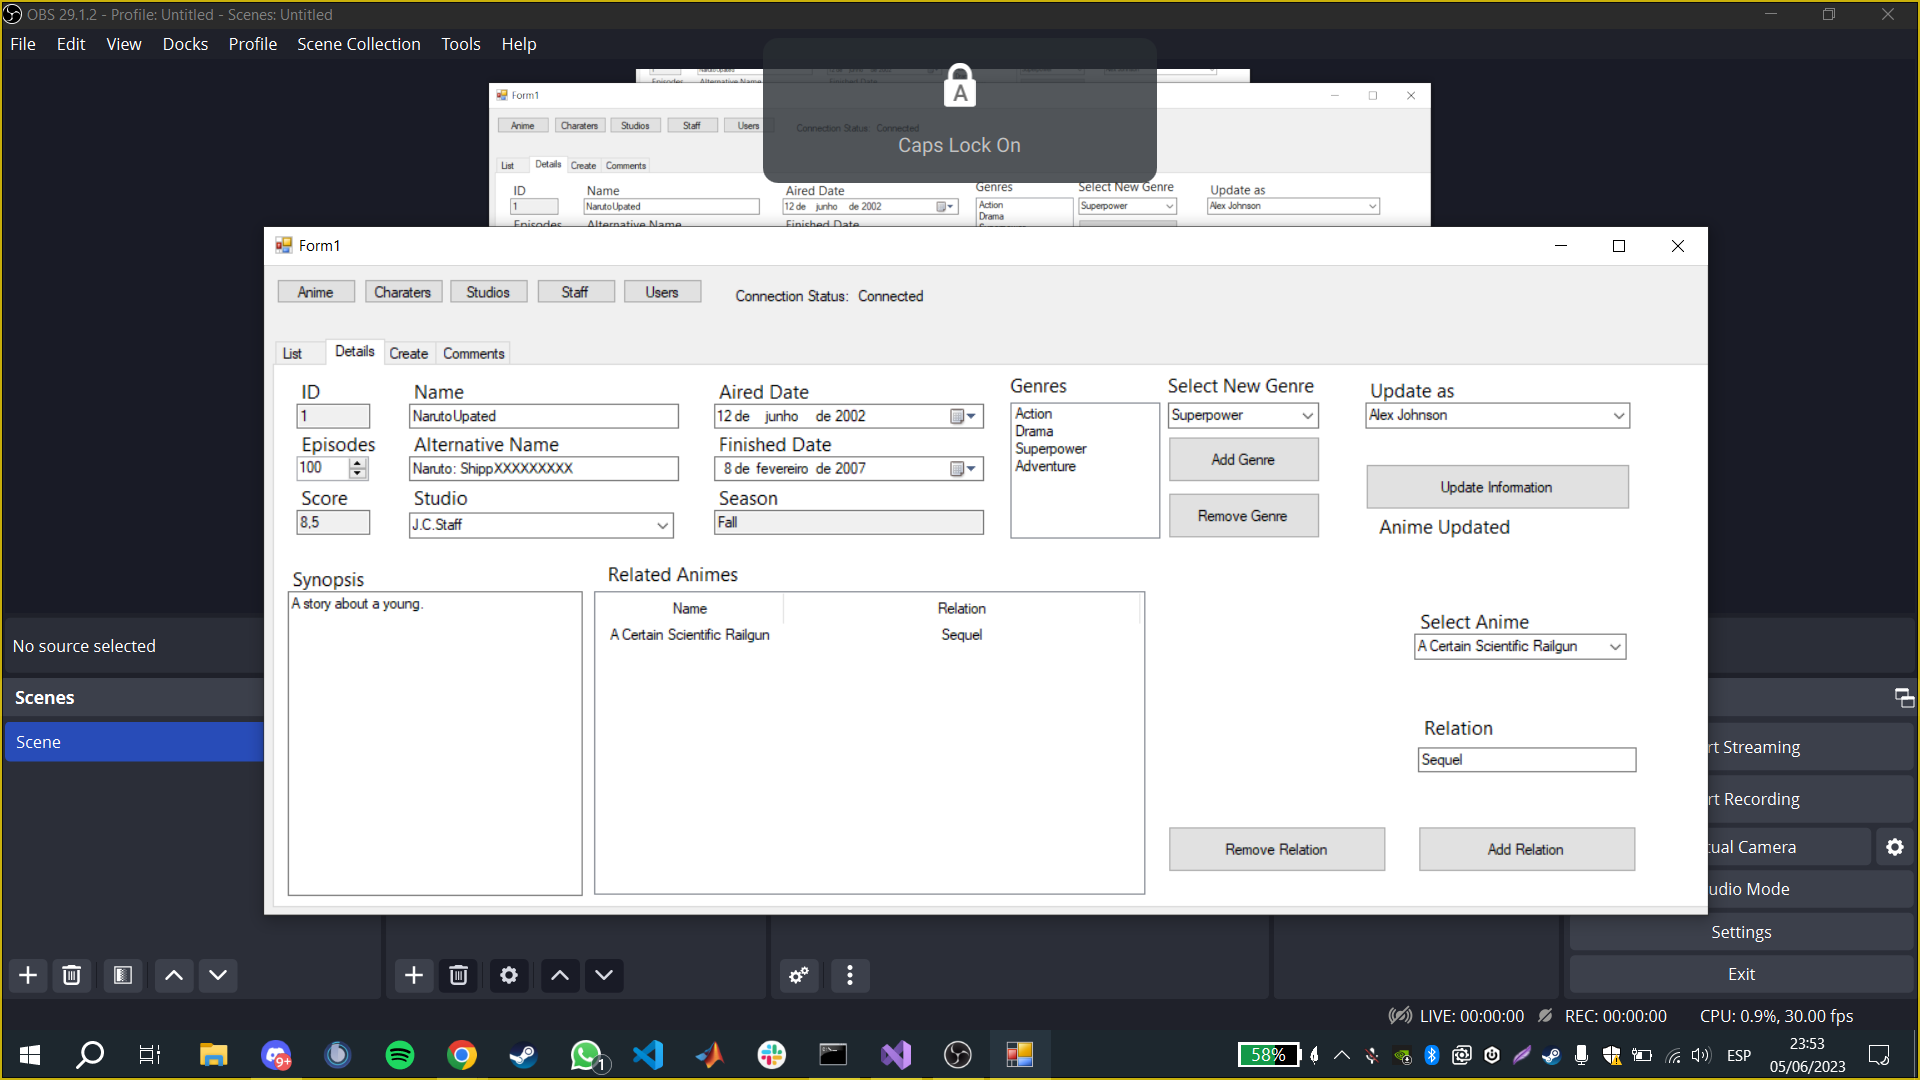 OBS 29.1.2 - Profile: Untitled - Scenes: Untitled
File Edit View Docks Profile Scene Collection Tools Help
Caps Lock On
Form1
Anime Charaters Studios Staff Users Connection Status: Connected
List Details Create Comments
ID Name Aired Date Genres Select New Genre Update as
1 NarutoUpated 12 de junho de 2002 Action Superpower Alex Johnson
Drama
Episodes Alternative Name Finished Date
Form1
Anime Charaters Studios Staff Users Connection Status: Connected
List Details Create Comments
ID Name Aired Date Genres Select New Genre Update as
1 NarutoUpated 12 de junho de 2002 Action Superpower Alex Johnson
Drama
Episodes Alternative Name Finished Date Superpower Add Genre
100 Naruto: ShippXXXXXXXXX 8 de fevereiro de 2007 Adventure
Update Information
Score Studio Season Remove Genre
8,5 J.C.Staff Fall Anime Updated
Synopsis Related Animes
A story about a young. Name Relation
A Certain Scientific Railgun Sequel
Select Anime
A Certain Scientific Railgun
Relation
Sequel
Remove Relation Add Relation
No source selected
Scenes
Scene
rt Streaming
rt Recording
tual Camera
udio Mode
Settings
Exit
LIVE: 00:00:00 REC: 00:00:00 CPU: 0.9%, 30.00 fps
9+ 1 58% ESP 23:53
05/06/2023